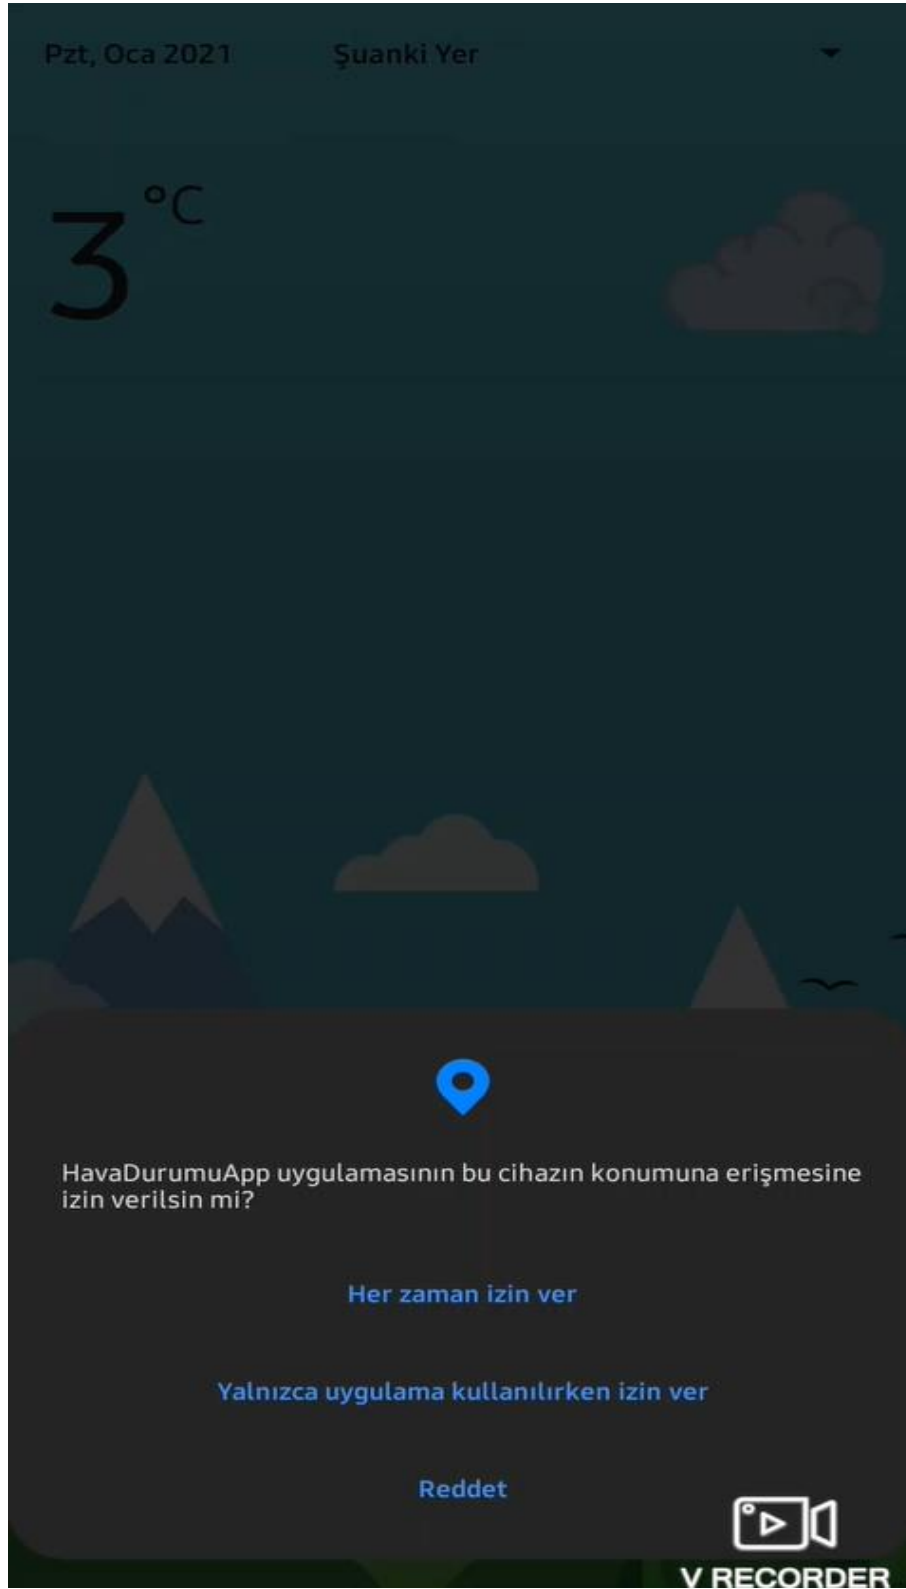 Pzt, Oca 2021 Şuanki Yer
3 °C
HavaDurumuApp uygulamasının bu cihazın konumuna erişmesine
izin verilsin mi?
Her zaman izin ver
Yalnızca uygulama kullanılırken izin ver
Reddet
V RECORDER